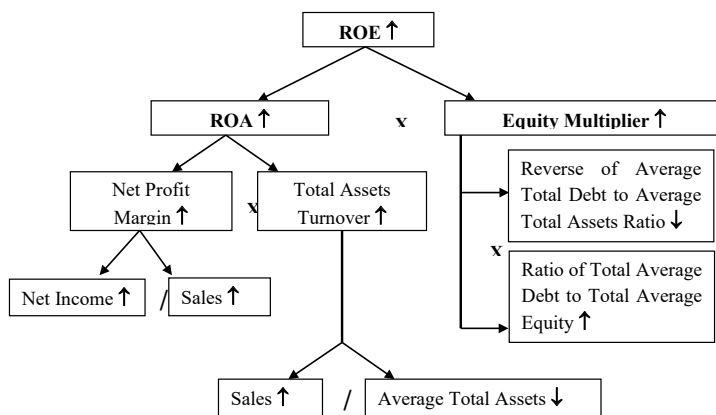 ROE ↑
ROA ↑ x Equity Multiplier ↑
Net Profit
Margin ↑
x
Total Assets
Turnover ↑
Reverse of Average
Total Debt to Average
Total Assets Ratio ↓
x
Ratio of Total Average
Debt to Total Average
Equity ↑
Net Income ↑ / Sales ↑
Sales ↑ / Average Total Assets ↓